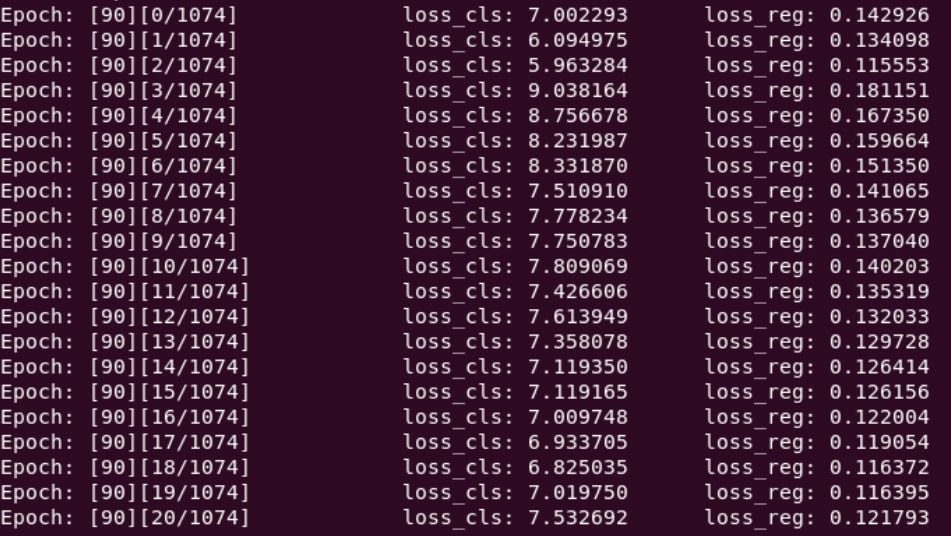 Epoch: [90][0/1074] loss_cls: 7.002293 loss_reg: 0.142926
Epoch: [90][1/1074] loss_cls: 6.094975 loss_reg: 0.134098
Epoch: [90][2/1074] loss_cls: 5.963284 loss_reg: 0.115553
Epoch: [90][3/1074] loss_cls: 9.038164 loss_reg: 0.181151
Epoch: [90][4/1074] loss_cls: 8.756678 loss_reg: 0.167350
Epoch: [90][5/1074] loss_cls: 8.231987 loss_reg: 0.159664
Epoch: [90][6/1074] loss_cls: 8.331870 loss_reg: 0.151350
Epoch: [90][7/1074] loss_cls: 7.510910 loss_reg: 0.141065
Epoch: [90][8/1074] loss_cls: 7.778234 loss_reg: 0.136579
Epoch: [90][9/1074] loss_cls: 7.750783 loss_reg: 0.137040
Epoch: [90][10/1074] loss_cls: 7.809069 loss_reg: 0.140203
Epoch: [90][11/1074] loss_cls: 7.426606 loss_reg: 0.135319
Epoch: [90][12/1074] loss_cls: 7.613949 loss_reg: 0.132033
Epoch: [90][13/1074] loss_cls: 7.358078 loss_reg: 0.129728
Epoch: [90][14/1074] loss_cls: 7.119350 loss_reg: 0.126414
Epoch: [90][15/1074] loss_cls: 7.119165 loss_reg: 0.126156
Epoch: [90][16/1074] loss_cls: 7.009748 loss_reg: 0.122004
Epoch: [90][17/1074] loss_cls: 6.933705 loss_reg: 0.119054
Epoch: [90][18/1074] loss_cls: 6.825035 loss_reg: 0.116372
Epoch: [90][19/1074] loss_cls: 7.019750 loss_reg: 0.116395
Epoch: [90][20/1074] loss_cls: 7.532692 loss_reg: 0.121793